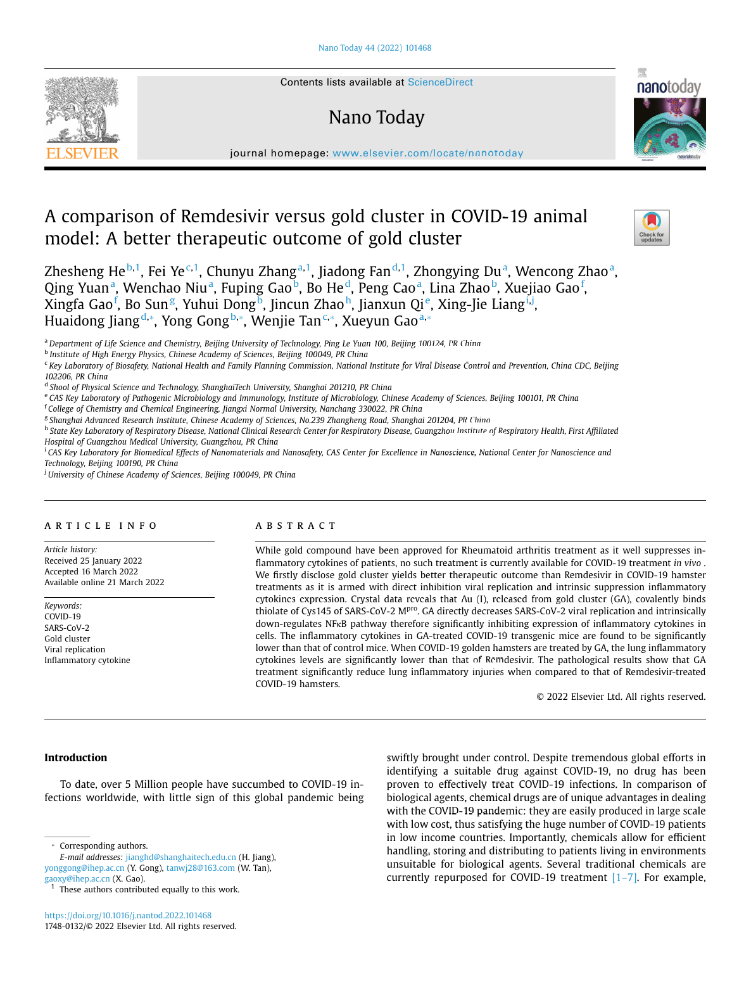 Nano Today 44 (2022) 101468
Contents lists available at ScienceDirect
Nano Today
journal homepage: www.elsevier.com/locate/nanotoday
ELSEVIER
nanotoday
materialstoday
A comparison of Remdesivir versus gold cluster in COVID-19 animal
model: A better therapeutic outcome of gold cluster
Check for
updates
Zhesheng He b,1, Fei Ye c,1, Chunyu Zhang a,1, Jiadong Fan d,1, Zhongying Du a, Wencong Zhao a,
Qing Yuan a, Wenchao Niu a, Fuping Gao b, Bo He d, Peng Cao a, Lina Zhao b, Xuejiao Gao f,
Xingfa Gao f, Bo Sun g, Yuhui Dong b, Jincun Zhao h, Jianxun Qi e, Xing-Jie Liang i,j,
Huaidong Jiang d,*, Yong Gong b,*, Wenjie Tan c,*, Xueyun Gao a,*
a Department of Life Science and Chemistry, Beijing University of Technology, Ping Le Yuan 100, Beijing 100124, PR China
b Institute of High Energy Physics, Chinese Academy of Sciences, Beijing 100049, PR China
c Key Laboratory of Biosafety, National Health and Family Planning Commission, National Institute for Viral Disease Control and Prevention, China CDC, Beijing
102206, PR China
d Shool of Physical Science and Technology, ShanghaiTech University, Shanghai 201210, PR China
e CAS Key Laboratory of Pathogenic Microbiology and Immunology, Institute of Microbiology, Chinese Academy of Sciences, Beijing 100101, PR China
f College of Chemistry and Chemical Engineering, Jiangxi Normal University, Nanchang 330022, PR China
g Shanghai Advanced Research Institute, Chinese Academy of Sciences, No.239 Zhangheng Road, Shanghai 201204, PR China
h State Key Laboratory of Respiratory Disease, National Clinical Research Center for Respiratory Disease, Guangzhou Institute of Respiratory Health, First Affiliated
Hospital of Guangzhou Medical University, Guangzhou, PR China
i CAS Key Laboratory for Biomedical Effects of Nanomaterials and Nanosafety, CAS Center for Excellence in Nanoscience, National Center for Nanoscience and
Technology, Beijing 100190, PR China
j University of Chinese Academy of Sciences, Beijing 100049, PR China
ARTICLE INFO
Article history:
Received 25 January 2022
Accepted 16 March 2022
Available online 21 March 2022
Keywords:
COVID-19
SARS-CoV-2
Gold cluster
Viral replication
Inflammatory cytokine
ABSTRACT
While gold compound have been approved for Rheumatoid arthritis treatment as it well suppresses in-
flammatory cytokines of patients, no such treatment is currently available for COVID-19 treatment in vivo .
We firstly disclose gold cluster yields better therapeutic outcome than Remdesivir in COVID-19 hamster
treatments as it is armed with direct inhibition viral replication and intrinsic suppression inflammatory
cytokines expression. Crystal data reveals that Au (I), released from gold cluster (GA), covalently binds
thiolate of Cys145 of SARS-CoV-2 Mpro. GA directly decreases SARS-CoV-2 viral replication and intrinsically
down-regulates NFκB pathway therefore significantly inhibiting expression of inflammatory cytokines in
cells. The inflammatory cytokines in GA-treated COVID-19 transgenic mice are found to be significantly
lower than that of control mice. When COVID-19 golden hamsters are treated by GA, the lung inflammatory
cytokines levels are significantly lower than that of Remdesivir. The pathological results show that GA
treatment significantly reduce lung inflammatory injuries when compared to that of Remdesivir-treated
COVID-19 hamsters.
© 2022 Elsevier Ltd. All rights reserved.
Introduction
To date, over 5 Million people have succumbed to COVID-19 in-
fections worldwide, with little sign of this global pandemic being
swiftly brought under control. Despite tremendous global efforts in
identifying a suitable drug against COVID-19, no drug has been
proven to effectively treat COVID-19 infections. In comparison of
biological agents, chemical drugs are of unique advantages in dealing
with the COVID-19 pandemic: they are easily produced in large scale
with low cost, thus satisfying the huge number of COVID-19 patients
in low income countries. Importantly, chemicals allow for efficient
handling, storing and distributing to patients living in environments
unsuitable for biological agents. Several traditional chemicals are
currently repurposed for COVID-19 treatment [1–7]. For example,
* Corresponding authors.
E-mail addresses: jianghd@shanghaitech.edu.cn (H. Jiang),
yonggong@ihep.ac.cn (Y. Gong), tanwj28@163.com (W. Tan),
gaoxy@ihep.ac.cn (X. Gao).
1 These authors contributed equally to this work.
https://doi.org/10.1016/j.nantod.2022.101468
1748-0132/© 2022 Elsevier Ltd. All rights reserved.